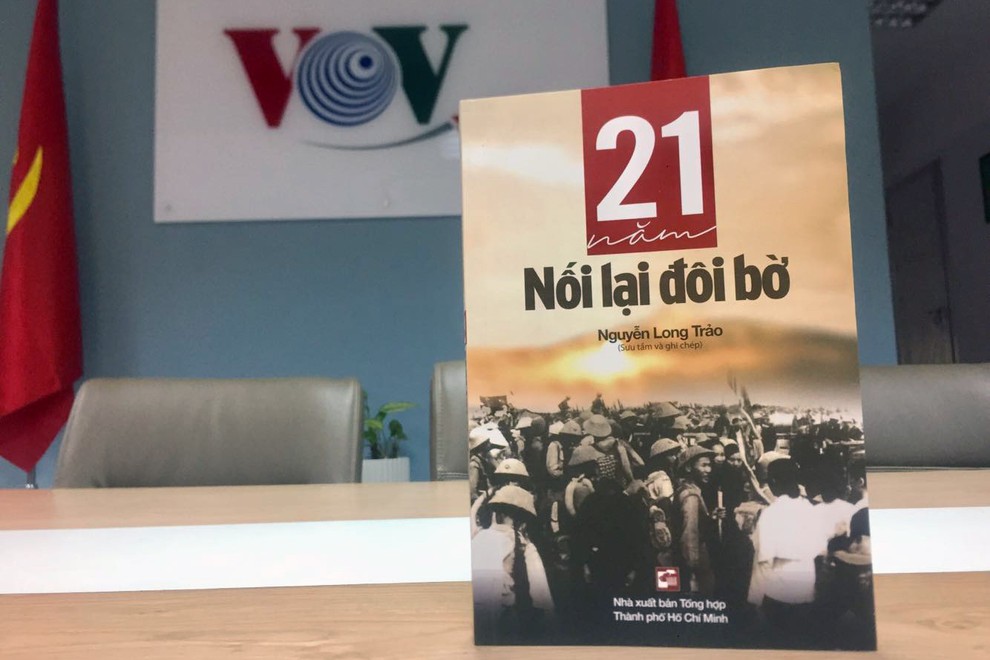 VOV
21
năm
Nối lại đôi bờ
Nguyễn Long Trảo
(Sưu tầm và ghi chép)
Nhà xuất bản Tổng hợp
Thành phố Hồ Chí Minh